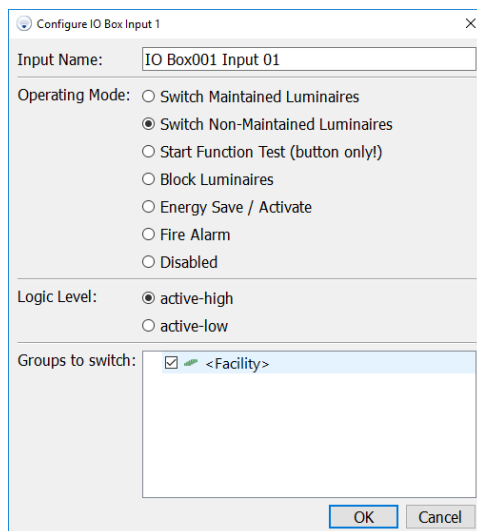 Configure IO Box Input 1
Input Name: IO Box001 Input 01
Operating Mode: Switch Maintained Luminaires
Switch Non-Maintained Luminaires
Start Function Test (button only!)
Block Luminaires
Energy Save / Activate
Fire Alarm
Disabled
Logic Level: active-high
active-low
Groups to switch: <Facility>
OK Cancel